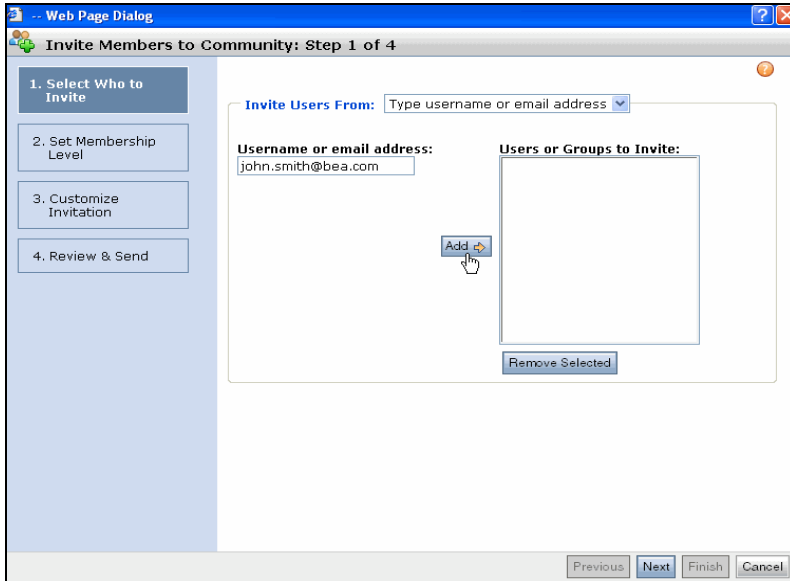 -- Web Page Dialog
Invite Members to Community: Step 1 of 4
1. Select Who to
Invite
2. Set Membership
Level
3. Customize
Invitation
4. Review & Send
Invite Users From: Type username or email address
Username or email address:
john.smith@bea.com
Users or Groups to Invite:
Add
Remove Selected
Previous Next Finish Cancel